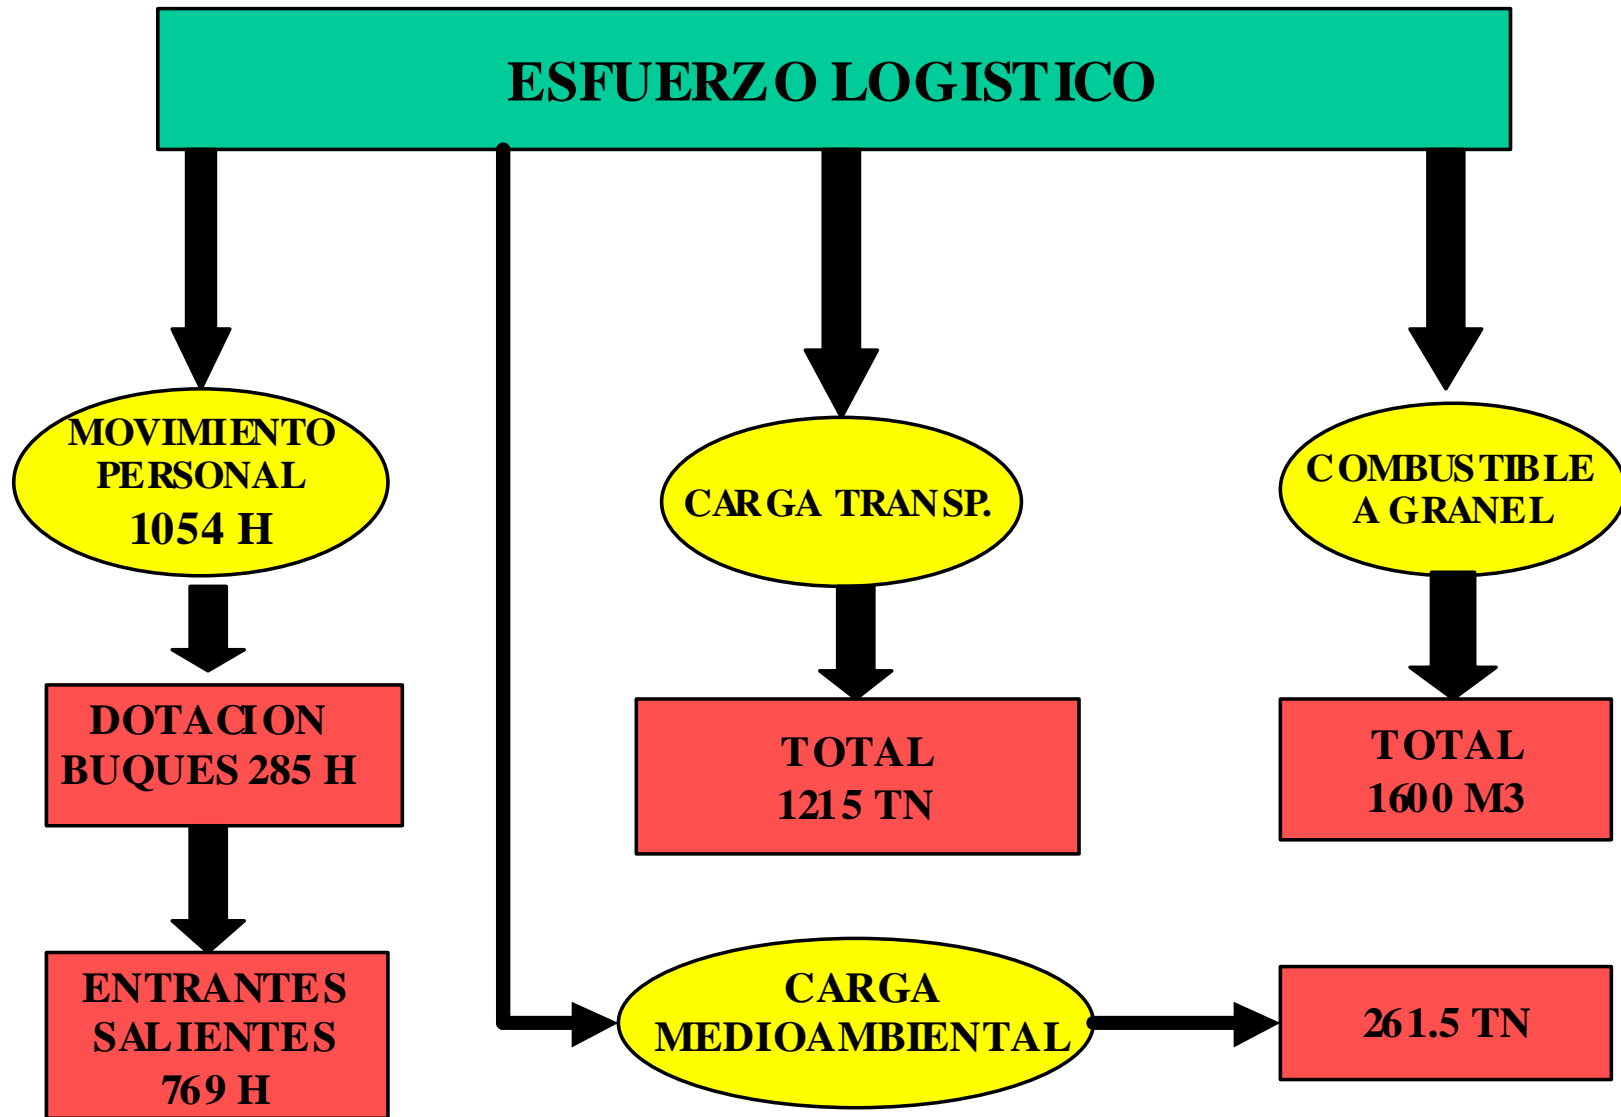 ESFUERZO LOGISTICO
MOVIMIENTO
PERSONAL
1054 H
CARGA TRANSP.
COMBUSTIBLE
A GRANEL
DOTACION
BUQUES 285 H
TOTAL
1215 TN
TOTAL
1600 M3
ENTRANTES
SALIENTES
769 H
CARGA
MEDIOAMBIENTAL
261.5 TN